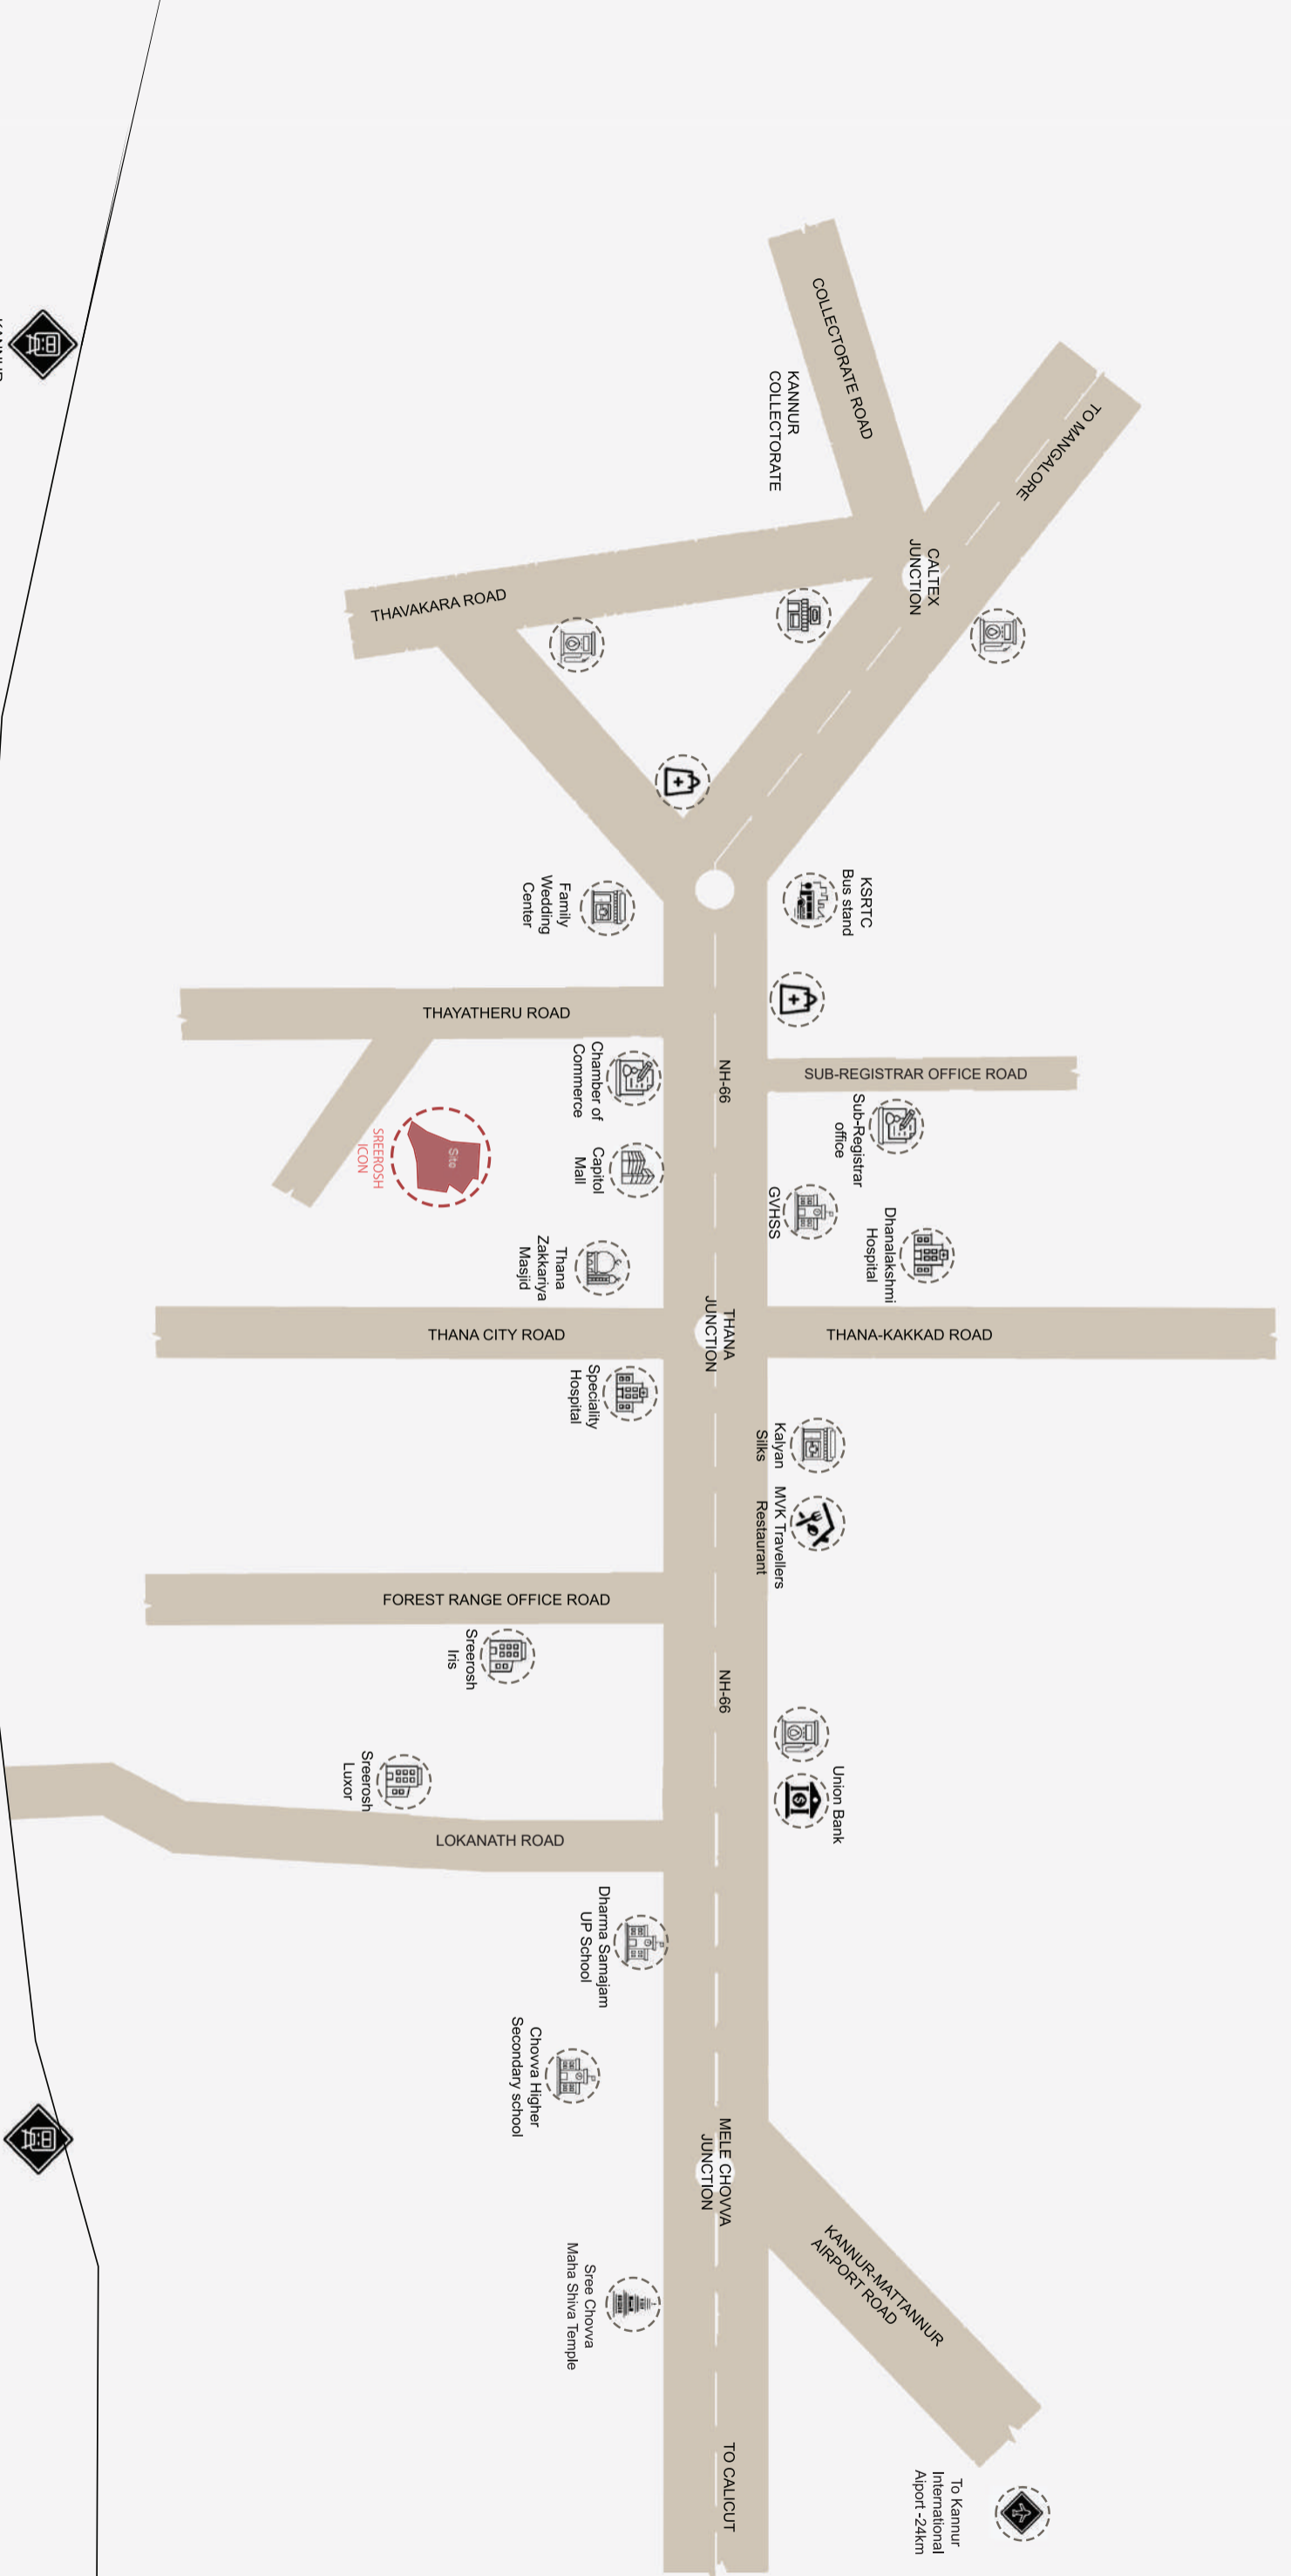 COLLECTORATE ROAD
KANNUR
COLLECTORATE
TO MANGALORE
CALTEX
JUNCTION
THAVAKARA ROAD
KSRTC
Bus stand
Family
Wedding
Center
THAYATHERU ROAD
NH-66
SUB-REGISTRAR OFFICE ROAD
Chamber of
Commerce
Sub-Registrar
office
Site
SREEROSH
ICON
Capitol
Mall
GVHSS
Dhanalakshmi
Hospital
Thana
Zakkariya
Masjid
THANA CITY ROAD
THANA
JUNCTION
THANA-KAKKAD ROAD
Speciality
Hospital
Kalyan
Silks
MVK Travellers
Restaurant
FOREST RANGE OFFICE ROAD
Sreerosh
Iris
NH-66
Sreerosh
Luxor
Union Bank
LOKANATH ROAD
Dharma Samajam
UP School
Chovva Higher
Secondary school
MELE CHOVVA
JUNCTION
KANNUR-MATTANNUR
AIRPORT ROAD
Sree Chovva
Maha Shiva Temple
TO CALICUT
To Kannur
International
Aiport -24km